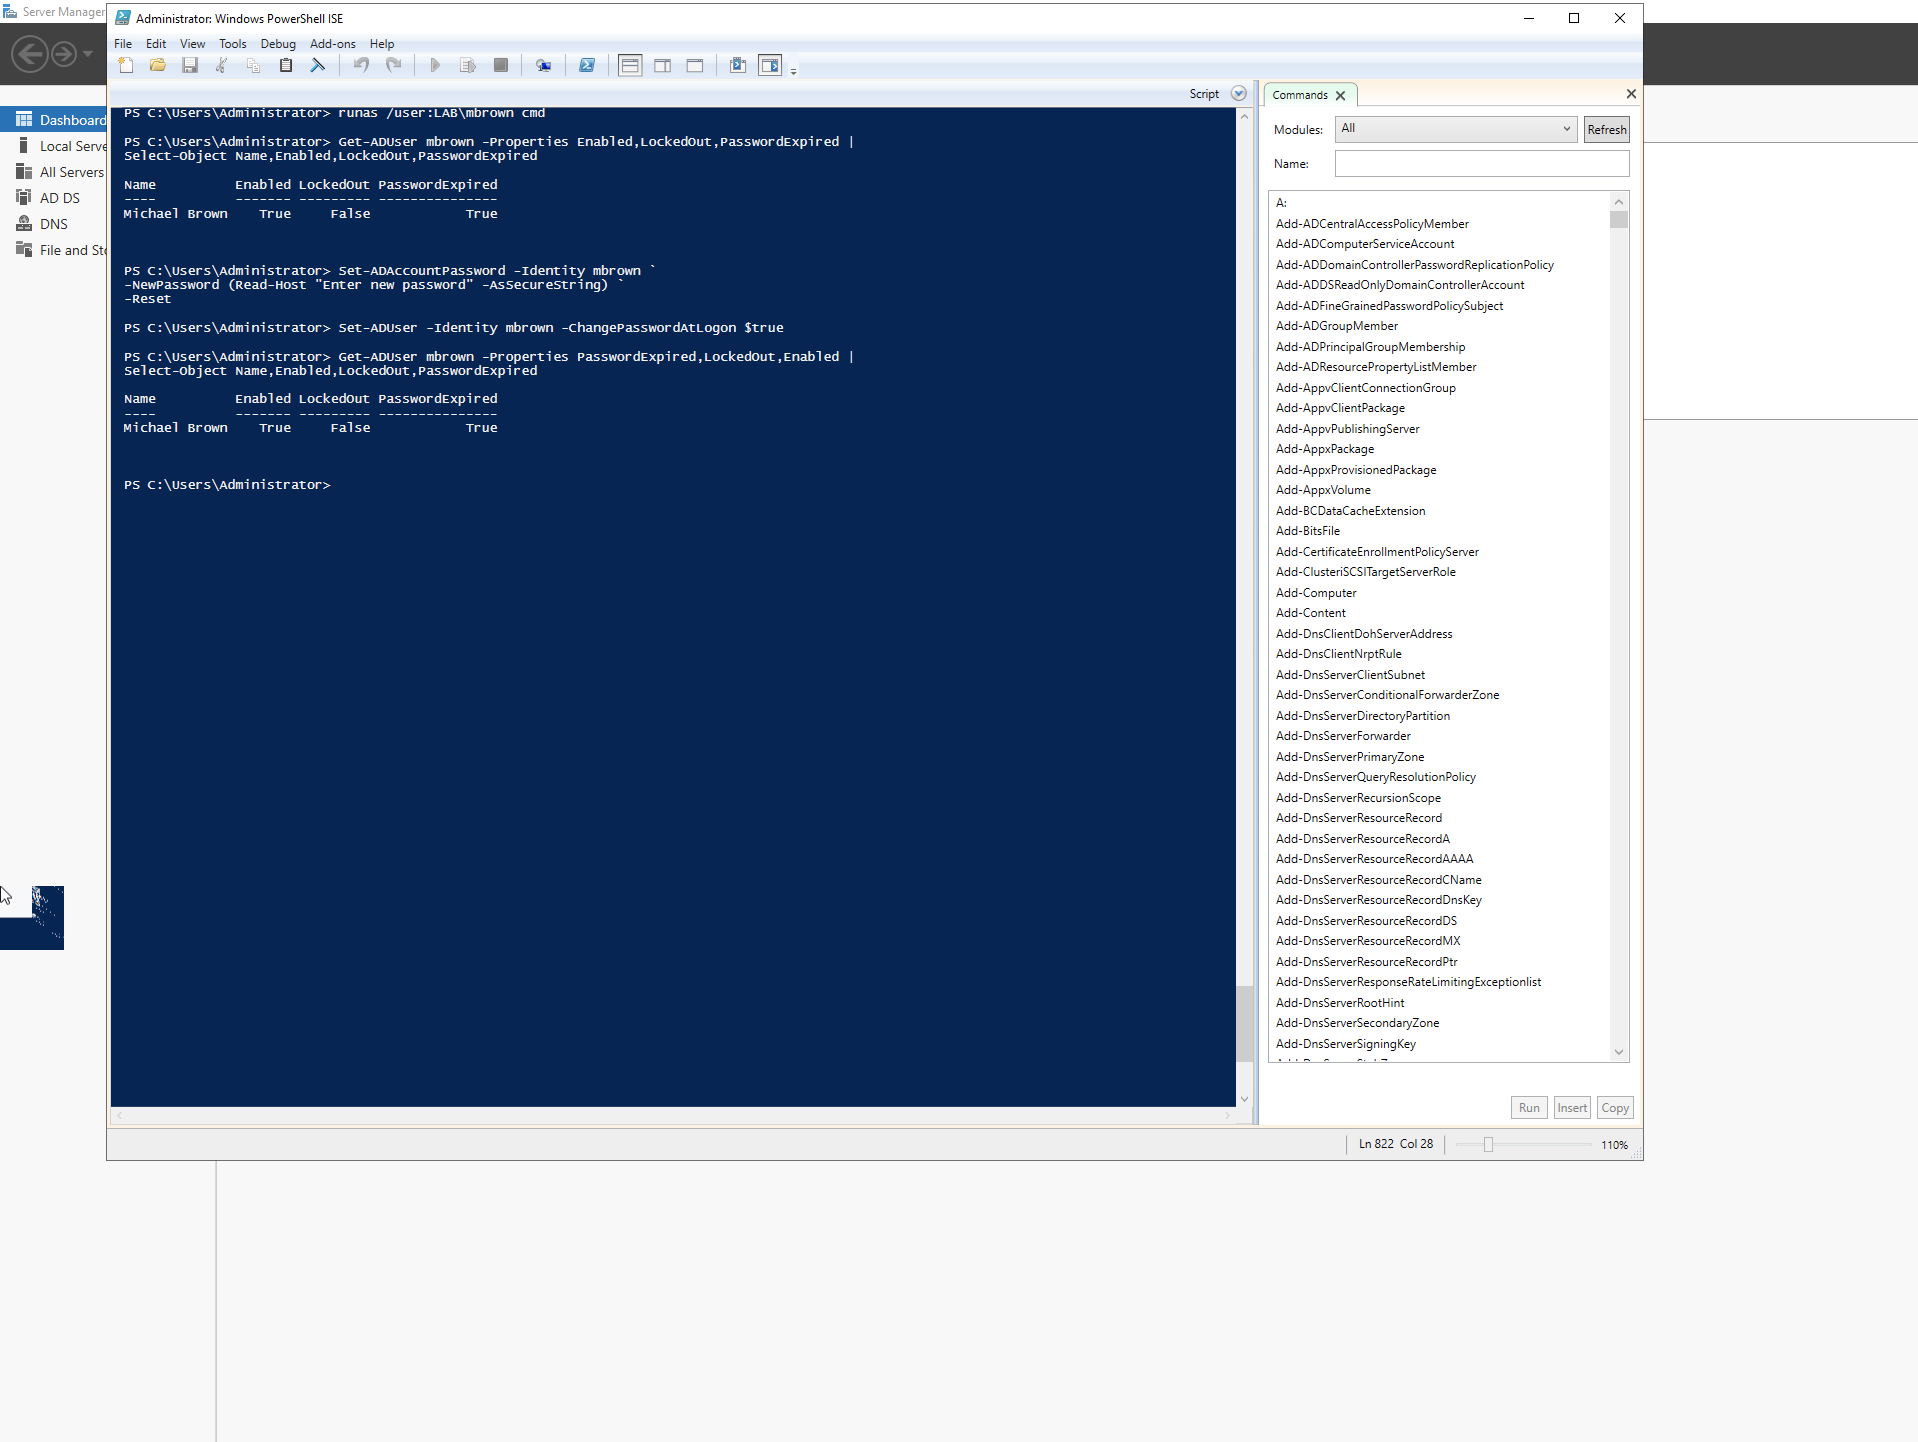 Server Manager
Administrator: Windows PowerShell ISE
File Edit View Tools Debug Add-ons Help
Script
Dashboard
Local Serve
All Servers
AD DS
DNS
File and Sto
PS C:\Users\Administrator> runas /user:LAB\mbrown cmd
PS C:\Users\Administrator> Get-ADUser mbrown -Properties Enabled,LockedOut,PasswordExpired |
Select-Object Name,Enabled,LockedOut,PasswordExpired
Name Enabled LockedOut PasswordExpired
---- ------- --------- ---------------
Michael Brown True False True
PS C:\Users\Administrator> Set-ADAccountPassword -Identity mbrown `
-NewPassword (Read-Host "Enter new password" -AsSecureString) `
-Reset
PS C:\Users\Administrator> Set-ADUser -Identity mbrown -ChangePasswordAtLogon $true
PS C:\Users\Administrator> Get-ADUser mbrown -Properties PasswordExpired,LockedOut,Enabled |
Select-Object Name,Enabled,LockedOut,PasswordExpired
Name Enabled LockedOut PasswordExpired
---- ------- --------- ---------------
Michael Brown True False True
PS C:\Users\Administrator>
Commands
Modules: All Refresh
Name:
A:
Add-ADCentralAccessPolicyMember
Add-ADComputerServiceAccount
Add-ADDomainControllerPasswordReplicationPolicy
Add-ADDSReadOnlyDomainControllerAccount
Add-ADFineGrainedPasswordPolicySubject
Add-ADGroupMember
Add-ADPrincipalGroupMembership
Add-ADResourcePropertyListMember
Add-AppvClientConnectionGroup
Add-AppvClientPackage
Add-AppvPublishingServer
Add-AppxPackage
Add-AppxProvisionedPackage
Add-AppxVolume
Add-BCDataCacheExtension
Add-BitsFile
Add-CertificateEnrollmentPolicyServer
Add-ClusteriSCSITargetServerRole
Add-Computer
Add-Content
Add-DnsClientDohServerAddress
Add-DnsClientNrptRule
Add-DnsServerClientSubnet
Add-DnsServerConditionalForwarderZone
Add-DnsServerDirectoryPartition
Add-DnsServerForwarder
Add-DnsServerPrimaryZone
Add-DnsServerQueryResolutionPolicy
Add-DnsServerRecursionScope
Add-DnsServerResourceRecord
Add-DnsServerResourceRecordA
Add-DnsServerResourceRecordAAAA
Add-DnsServerResourceRecordCName
Add-DnsServerResourceRecordDnsKey
Add-DnsServerResourceRecordDS
Add-DnsServerResourceRecordMX
Add-DnsServerResourceRecordPtr
Add-DnsServerResponseRateLimitingExceptionlist
Add-DnsServerRootHint
Add-DnsServerSecondaryZone
Add-DnsServerSigningKey
Run Insert Copy
Ln 822 Col 28 110%